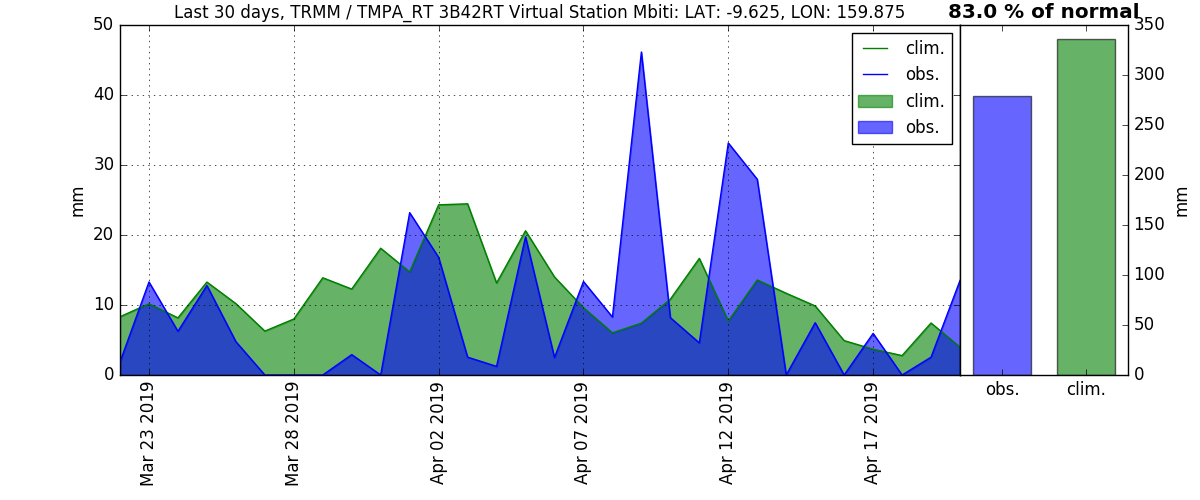 Last 30 days, TRMM / TMPA_RT 3B42RT Virtual Station Mbiti: LAT: -9.625, LON: 159.875
83.0 % of normal
50
40
30
20
10
0
mm
clim.
obs.
clim.
obs.
350
300
250
200
150
100
50
0
mm
obs.
clim.
Mar 23 2019
Mar 28 2019
Apr 02 2019
Apr 07 2019
Apr 12 2019
Apr 17 2019